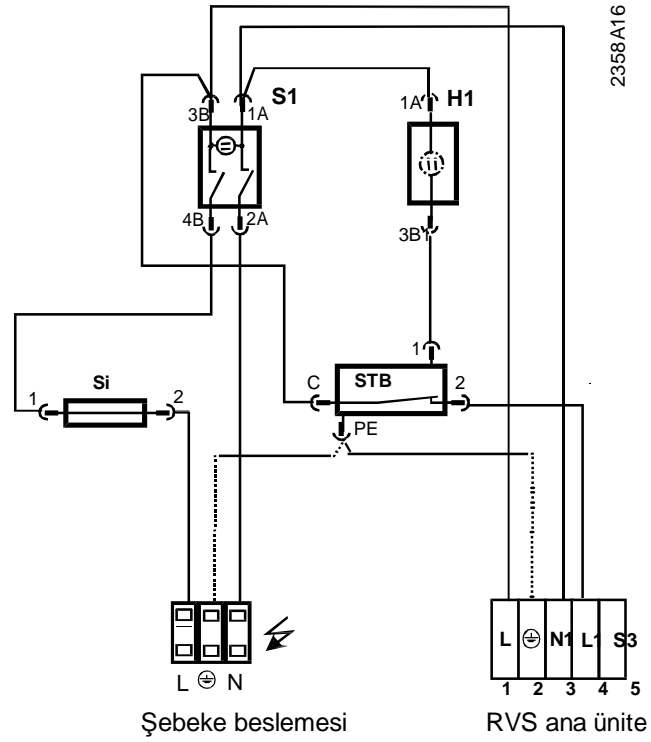 2358A16
S1
3B
1A
1A
H1
4B
2A
3B1
1
Si
1
2
C
STB
2
PE
L N
L N1 L1 S3
1 2 3 4 5
Şebeke beslemesi
RVS ana ünite